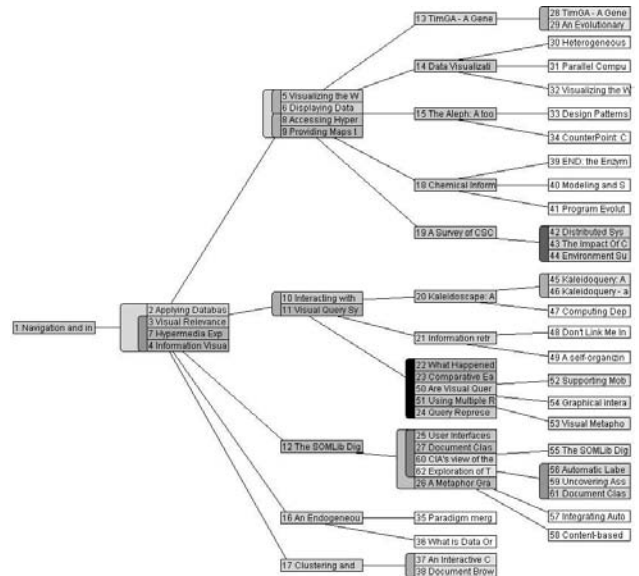 1 Navigation and in
2 Applying Databas
3 Visual Relevance
7 Hypermedia Exp
4 Information Visua
5 Visualizing the W
6 Displaying Data
8 Accessing Hyper
9 Providing Maps t
10 Interacting with
11 Visual Query Sy
12 The SOMLib Dig
16 An Endogeneou
17 Clustering and
13 TimGA - A Gene
14 Data Visualizati
15 The Aleph: A too
18 Chemical Inform
19 A Survey of CSC
20 Kaleidoscape: A
21 Information retr
22 What Happened
23 Comparative Ea
50 Are Visual Quer
51 Using Multiple R
24 Query Represe
25 User Interfaces
27 Document Clas
60 CIA's view of the
62 Exploration of T
26 A Metaphor Gra
35 Paradigm merg
36 What is Data Or
37 An Interactive C
38 Document Brow
28 TimGA - A Gene
29 An Evolutionary
30 Heterogeneous
31 Parallel Compu
32 Visualizing the W
33 Design Patterns
34 CounterPoint: C
39 END: the Enzym
40 Modeling and S
41 Program Evolut
42 Distributed Sys
43 The Impact Of C
44 Environment Su
45 Kaleidoquery: A
46 Kaleidoquery - a
47 Computing Dep
48 Don't Link Me In
49 A self-organizin
52 Supporting Mob
54 Graphical intera
53 Visual Metapho
55 The SOMLib Dig
56 Automatic Labe
59 Uncovering Ass
61 Document Clas
57 Integrating Auto
58 Content-based